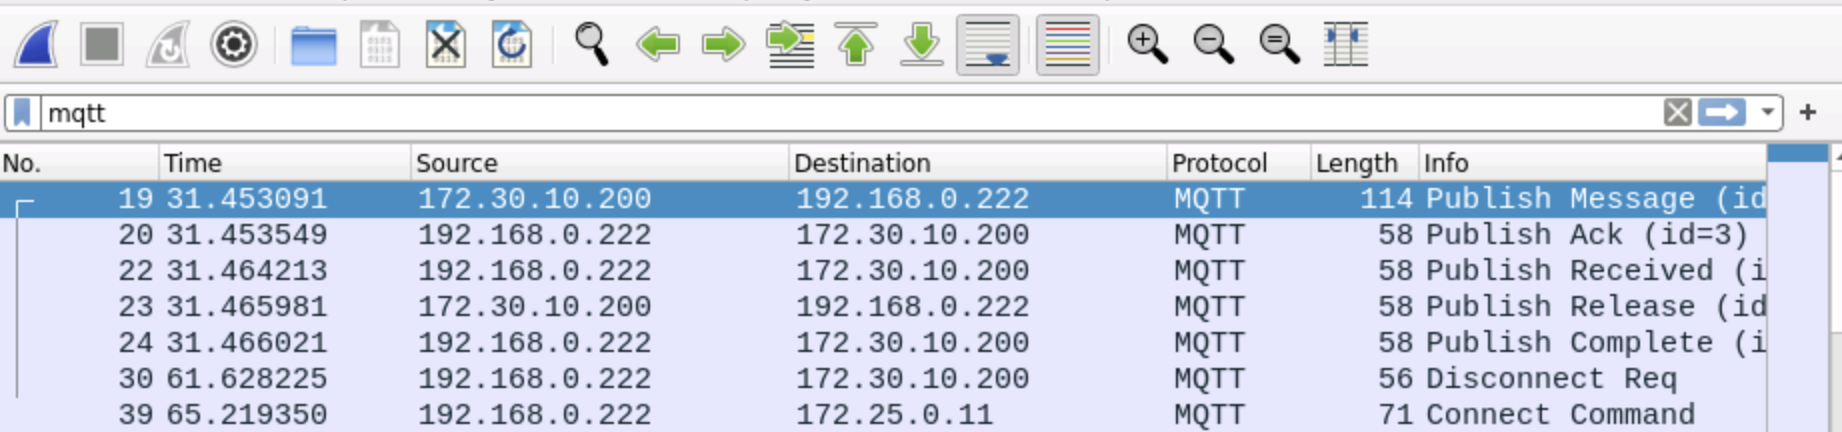 mqtt
No. Time Source Destination Protocol Length Info
19 31.453091 172.30.10.200 192.168.0.222 MQTT 114 Publish Message (id
20 31.453549 192.168.0.222 172.30.10.200 MQTT 58 Publish Ack (id=3)
22 31.464213 192.168.0.222 172.30.10.200 MQTT 58 Publish Received (i
23 31.465981 172.30.10.200 192.168.0.222 MQTT 58 Publish Release (id
24 31.466021 192.168.0.222 172.30.10.200 MQTT 58 Publish Complete (i
30 61.628225 192.168.0.222 172.30.10.200 MQTT 56 Disconnect Req
39 65.219350 192.168.0.222 172.25.0.11 MQTT 71 Connect Command